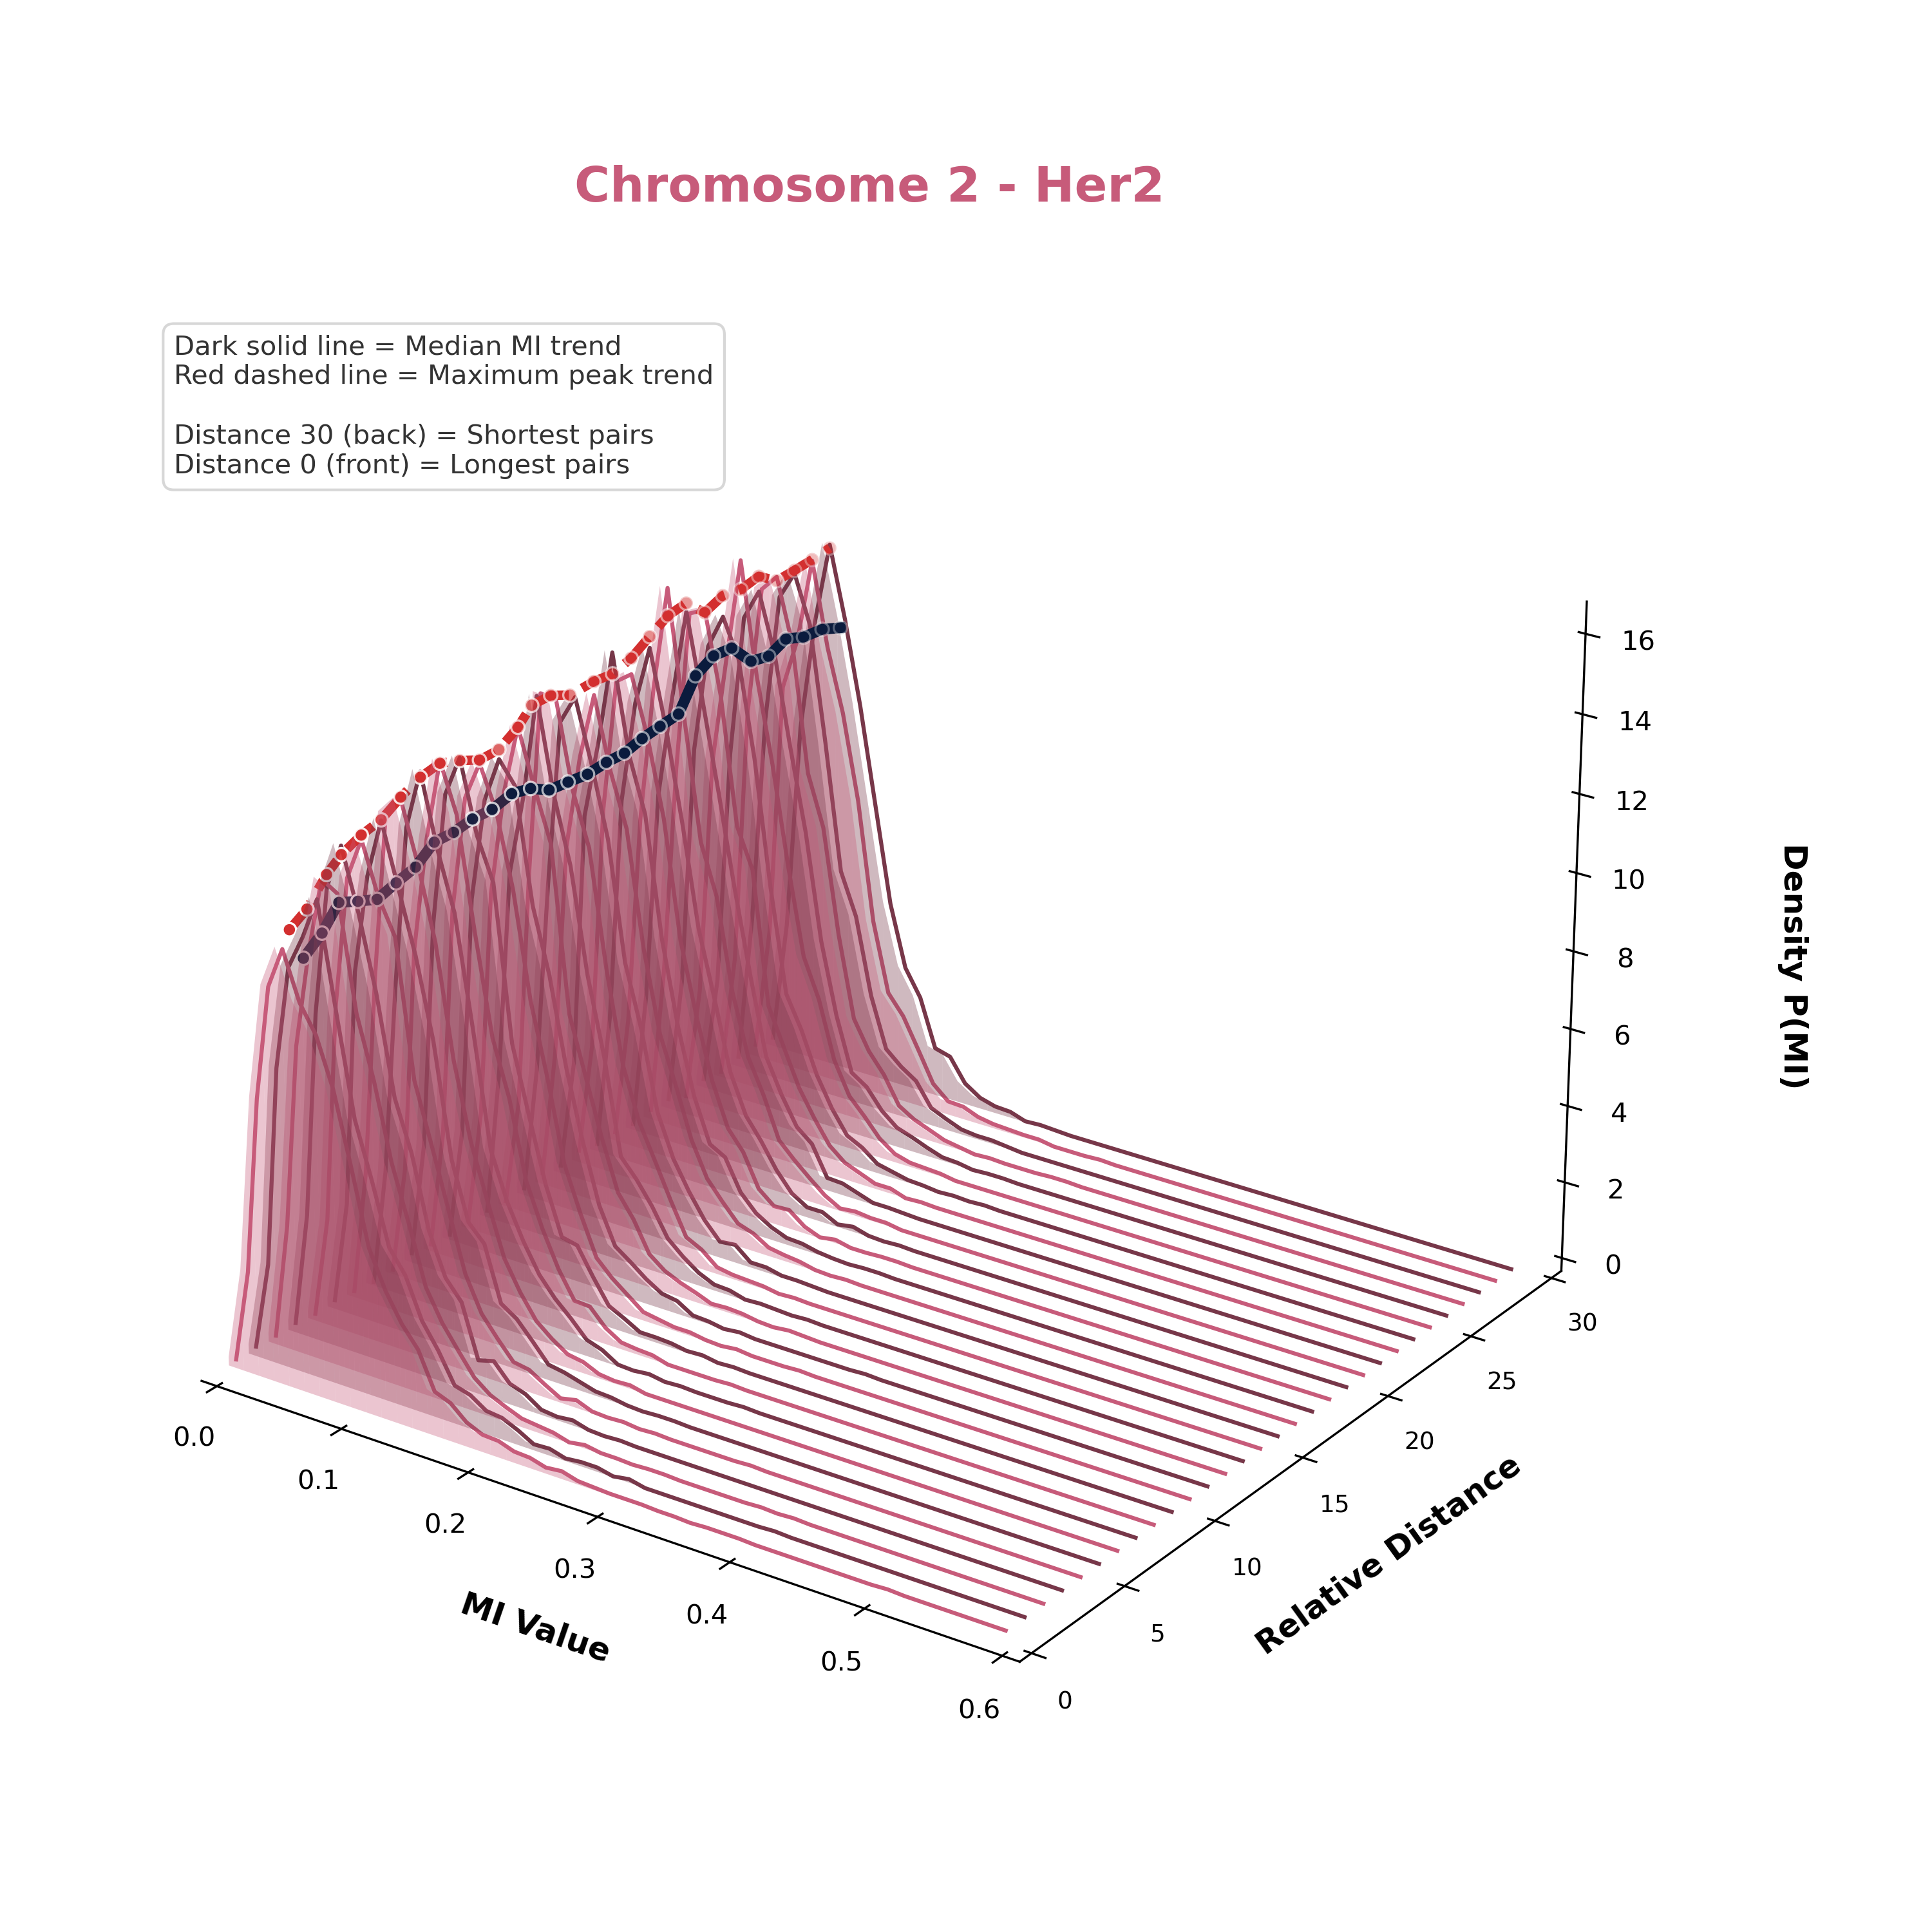 Chromosome 2 - Her2
Dark solid line = Median MI trend
Red dashed line = Maximum peak trend
Distance 30 (back) = Shortest pairs
Distance 0 (front) = Longest pairs
16
14
12
10
8
6
4
2
0
Density P(MI)
30
25
20
15
10
5
0
Relative Distance
0.0
0.1
0.2
0.3
0.4
0.5
0.6
MI Value